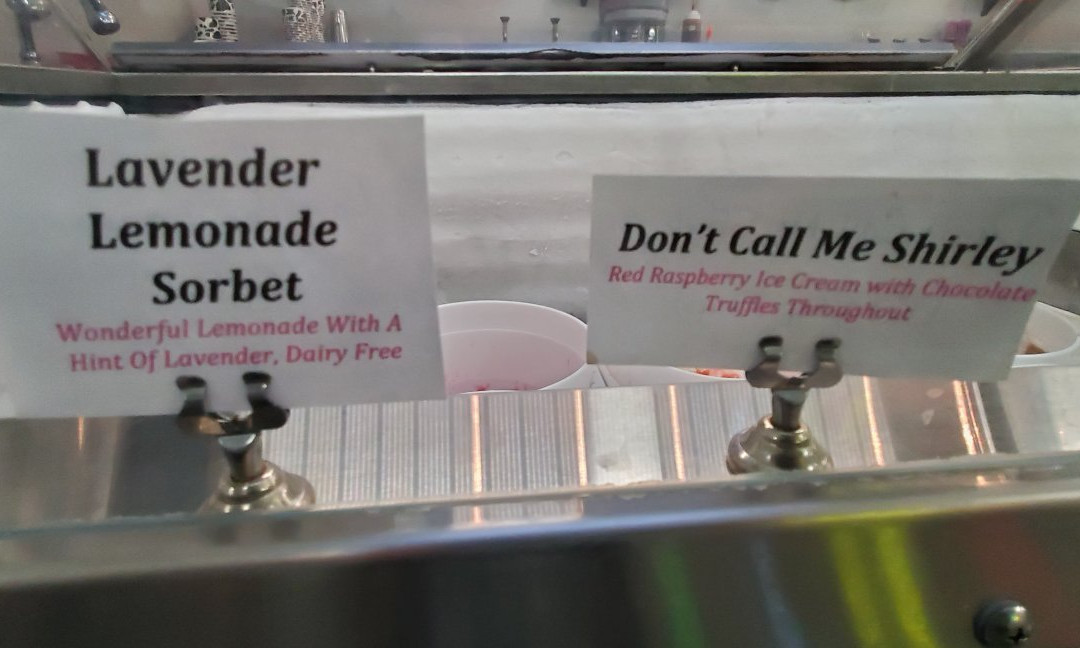 Lavender
Lemonade
Sorbet
Wonderful Lemonade With A
Hint Of Lavender, Dairy Free
Don't Call Me Shirley
Red Raspberry Ice Cream with Chocolate
Truffles Throughout